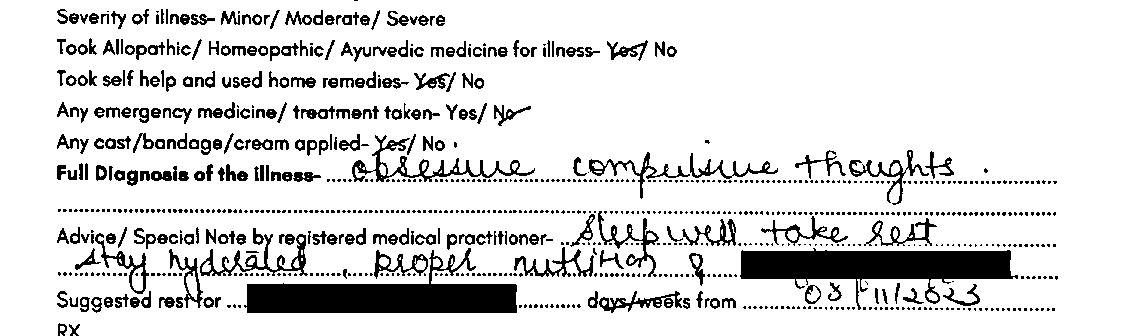 Severity of illness- Minor/ Moderate/ Severe
Took Allopathic/ Homeopathic/ Ayurvedic medicine for illness- Yes/ No
Took self help and used home remedies- Yes/ No
Any emergency medicine/ treatment taken- Yes/ No
Any cast/bandage/cream applied- Yes/ No .
Full Diagnosis of the illness- obsessive compulsive thoughts .
Advice/ Special Note by registered medical practitioner- sleep well take rest
stay hydrated , proper nutrition &
Suggested rest for ............ days/weeks from 03/11/2023
RX